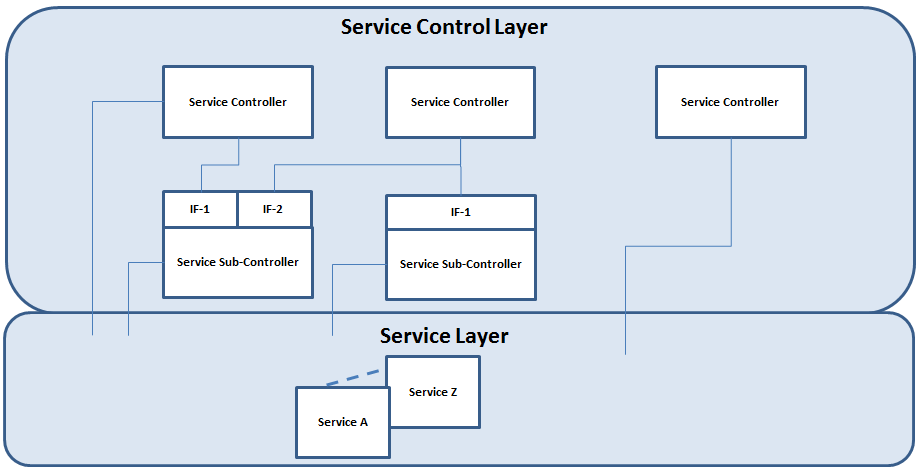 Service Control Layer
Service Controller
Service Controller
Service Controller
IF-1
IF-2
IF-1
Service Sub-Controller
Service Sub-Controller
Service Layer
Service Z
Service A